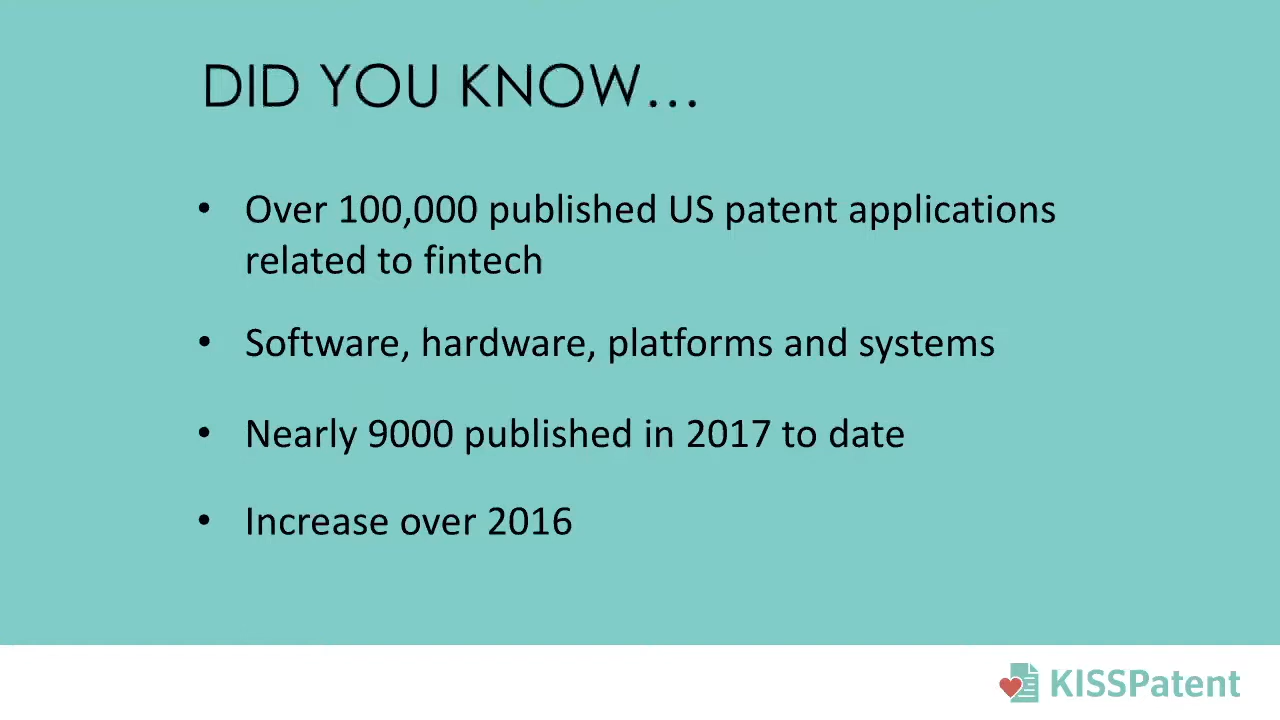 DID YOU KNOW...
• Over 100,000 published US patent applications
related to fintech
• Software, hardware, platforms and systems
• Nearly 9000 published in 2017 to date
• Increase over 2016
KISSPatent